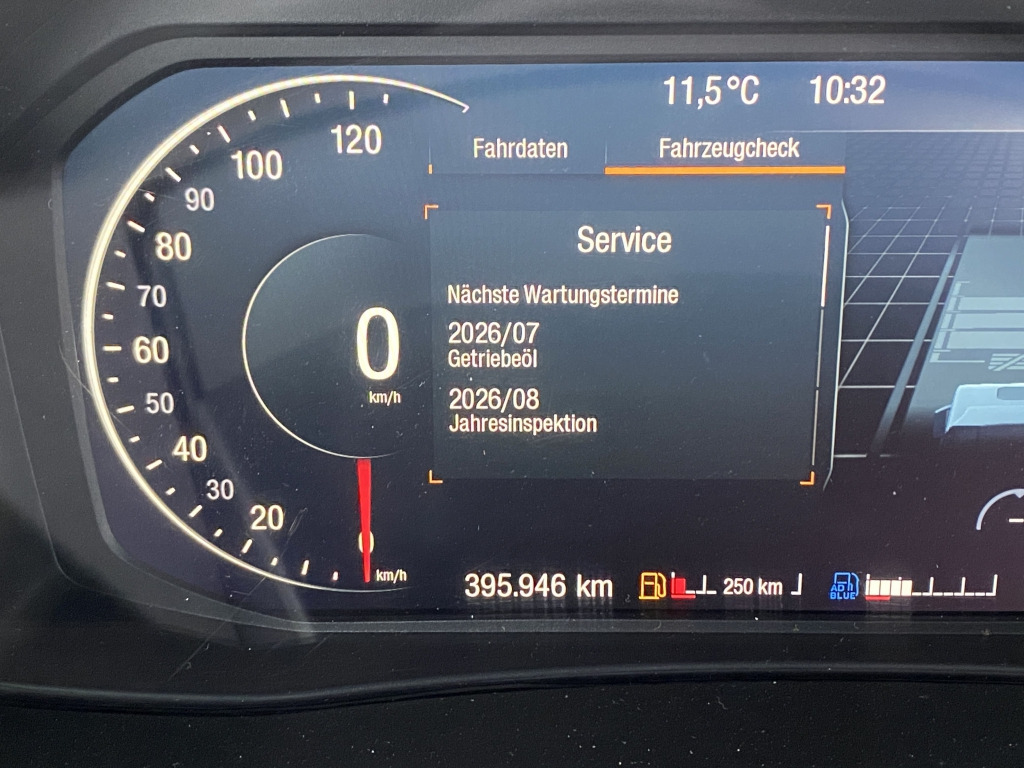 11,5°C 10:32
Fahrdaten Fahrzeugcheck
120
100
90
80
70
60
50
40
30
20
0
0
km/h
km/h
Service
Nächste Wartungstermine
2026/07
Getriebeöl
2026/08
Jahresinspektion
395.946 km 250 km
AD
BLUE